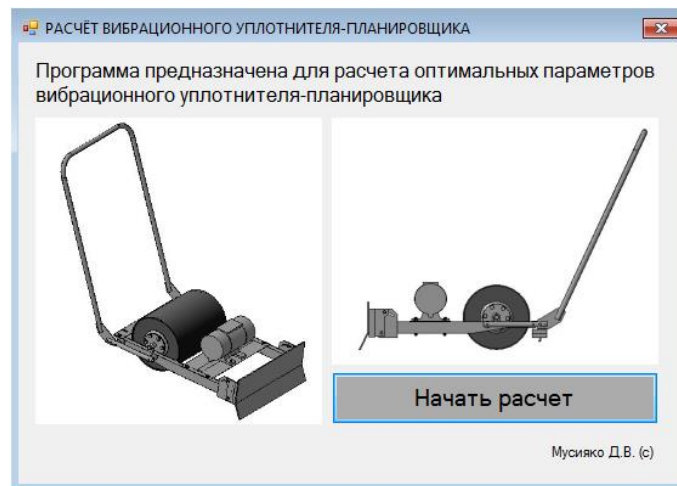 РАСЧЁТ ВИБРАЦИОННОГО УПЛОТНИТЕЛЯ-ПЛАНИРОВЩИКА
Программа предназначена для расчета оптимальных параметров
вибрационного уплотнителя-планировщика
Начать расчет
Мусияко Д.В. (с)